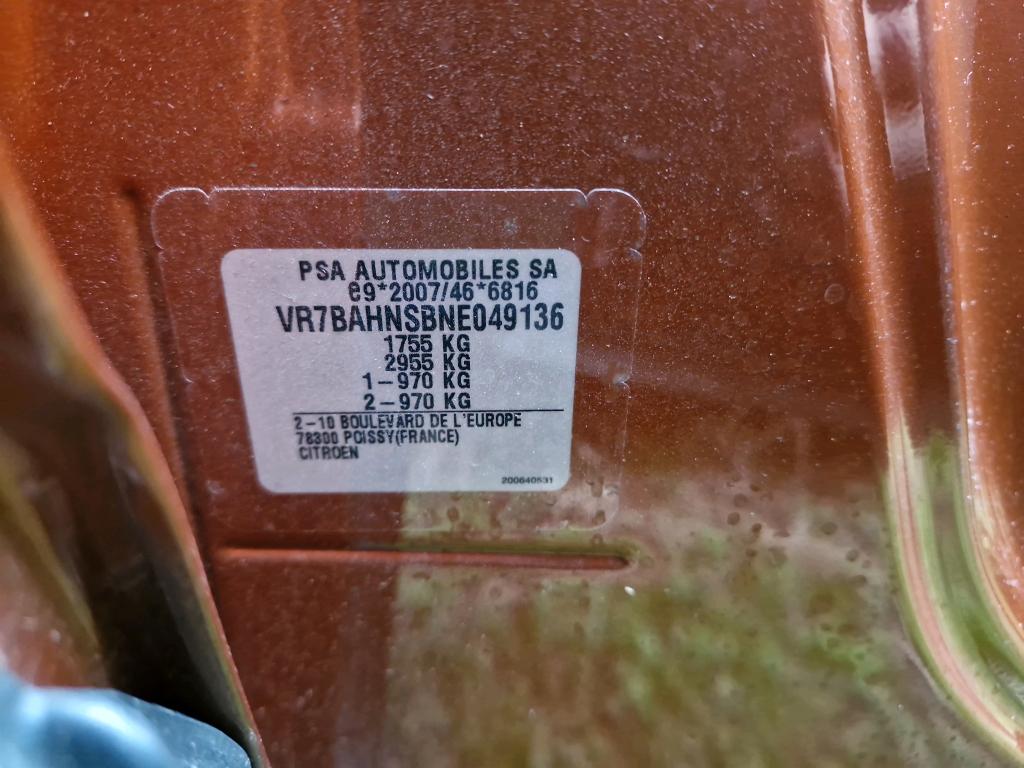 PSA AUTOMOBILES SA
e9*2007/46*6816
VR7BAHNSBNE049136
1755 KG
2955 KG
1-970 KG
2-970 KG
2-10 BOULEVARD DE L'EUROPE
78300 POISSY(FRANCE)
CITROEN
200640531